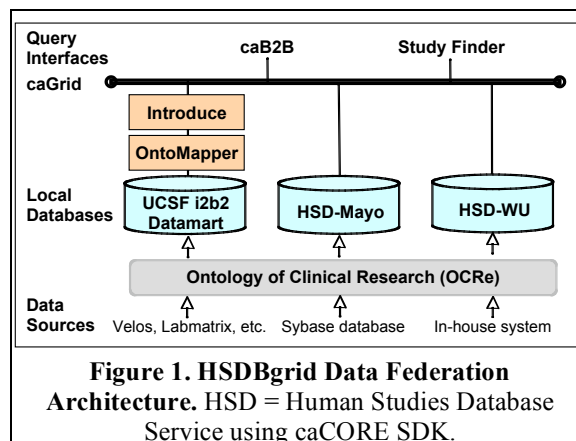 Query
Interfaces
caB2B
Study Finder
caGrid
Introduce
OntoMapper
Local
Databases
UCSF i2b2
Datamart
HSD-Mayo
HSD-WU
Ontology of Clinical Research (OCRe)
Data
Sources
Velos, Labmatrix, etc.
Sybase database
In-house system
Figure 1. HSDBgrid Data Federation
Architecture. HSD = Human Studies Database
Service using caCORE SDK.